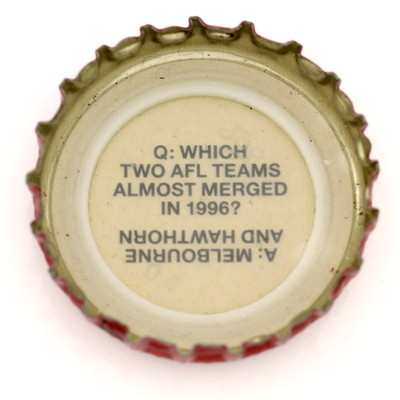 Q: WHICH
TWO AFL TEAMS
ALMOST MERGED
IN 1996?
A: MELBOURNE
AND HAWTHORN